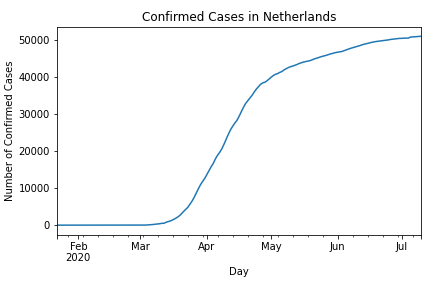 Confirmed Cases in Netherlands
Number of Confirmed Cases
50000
40000
30000
20000
10000
0
Feb Mar Apr May Jun Jul
2020
Day